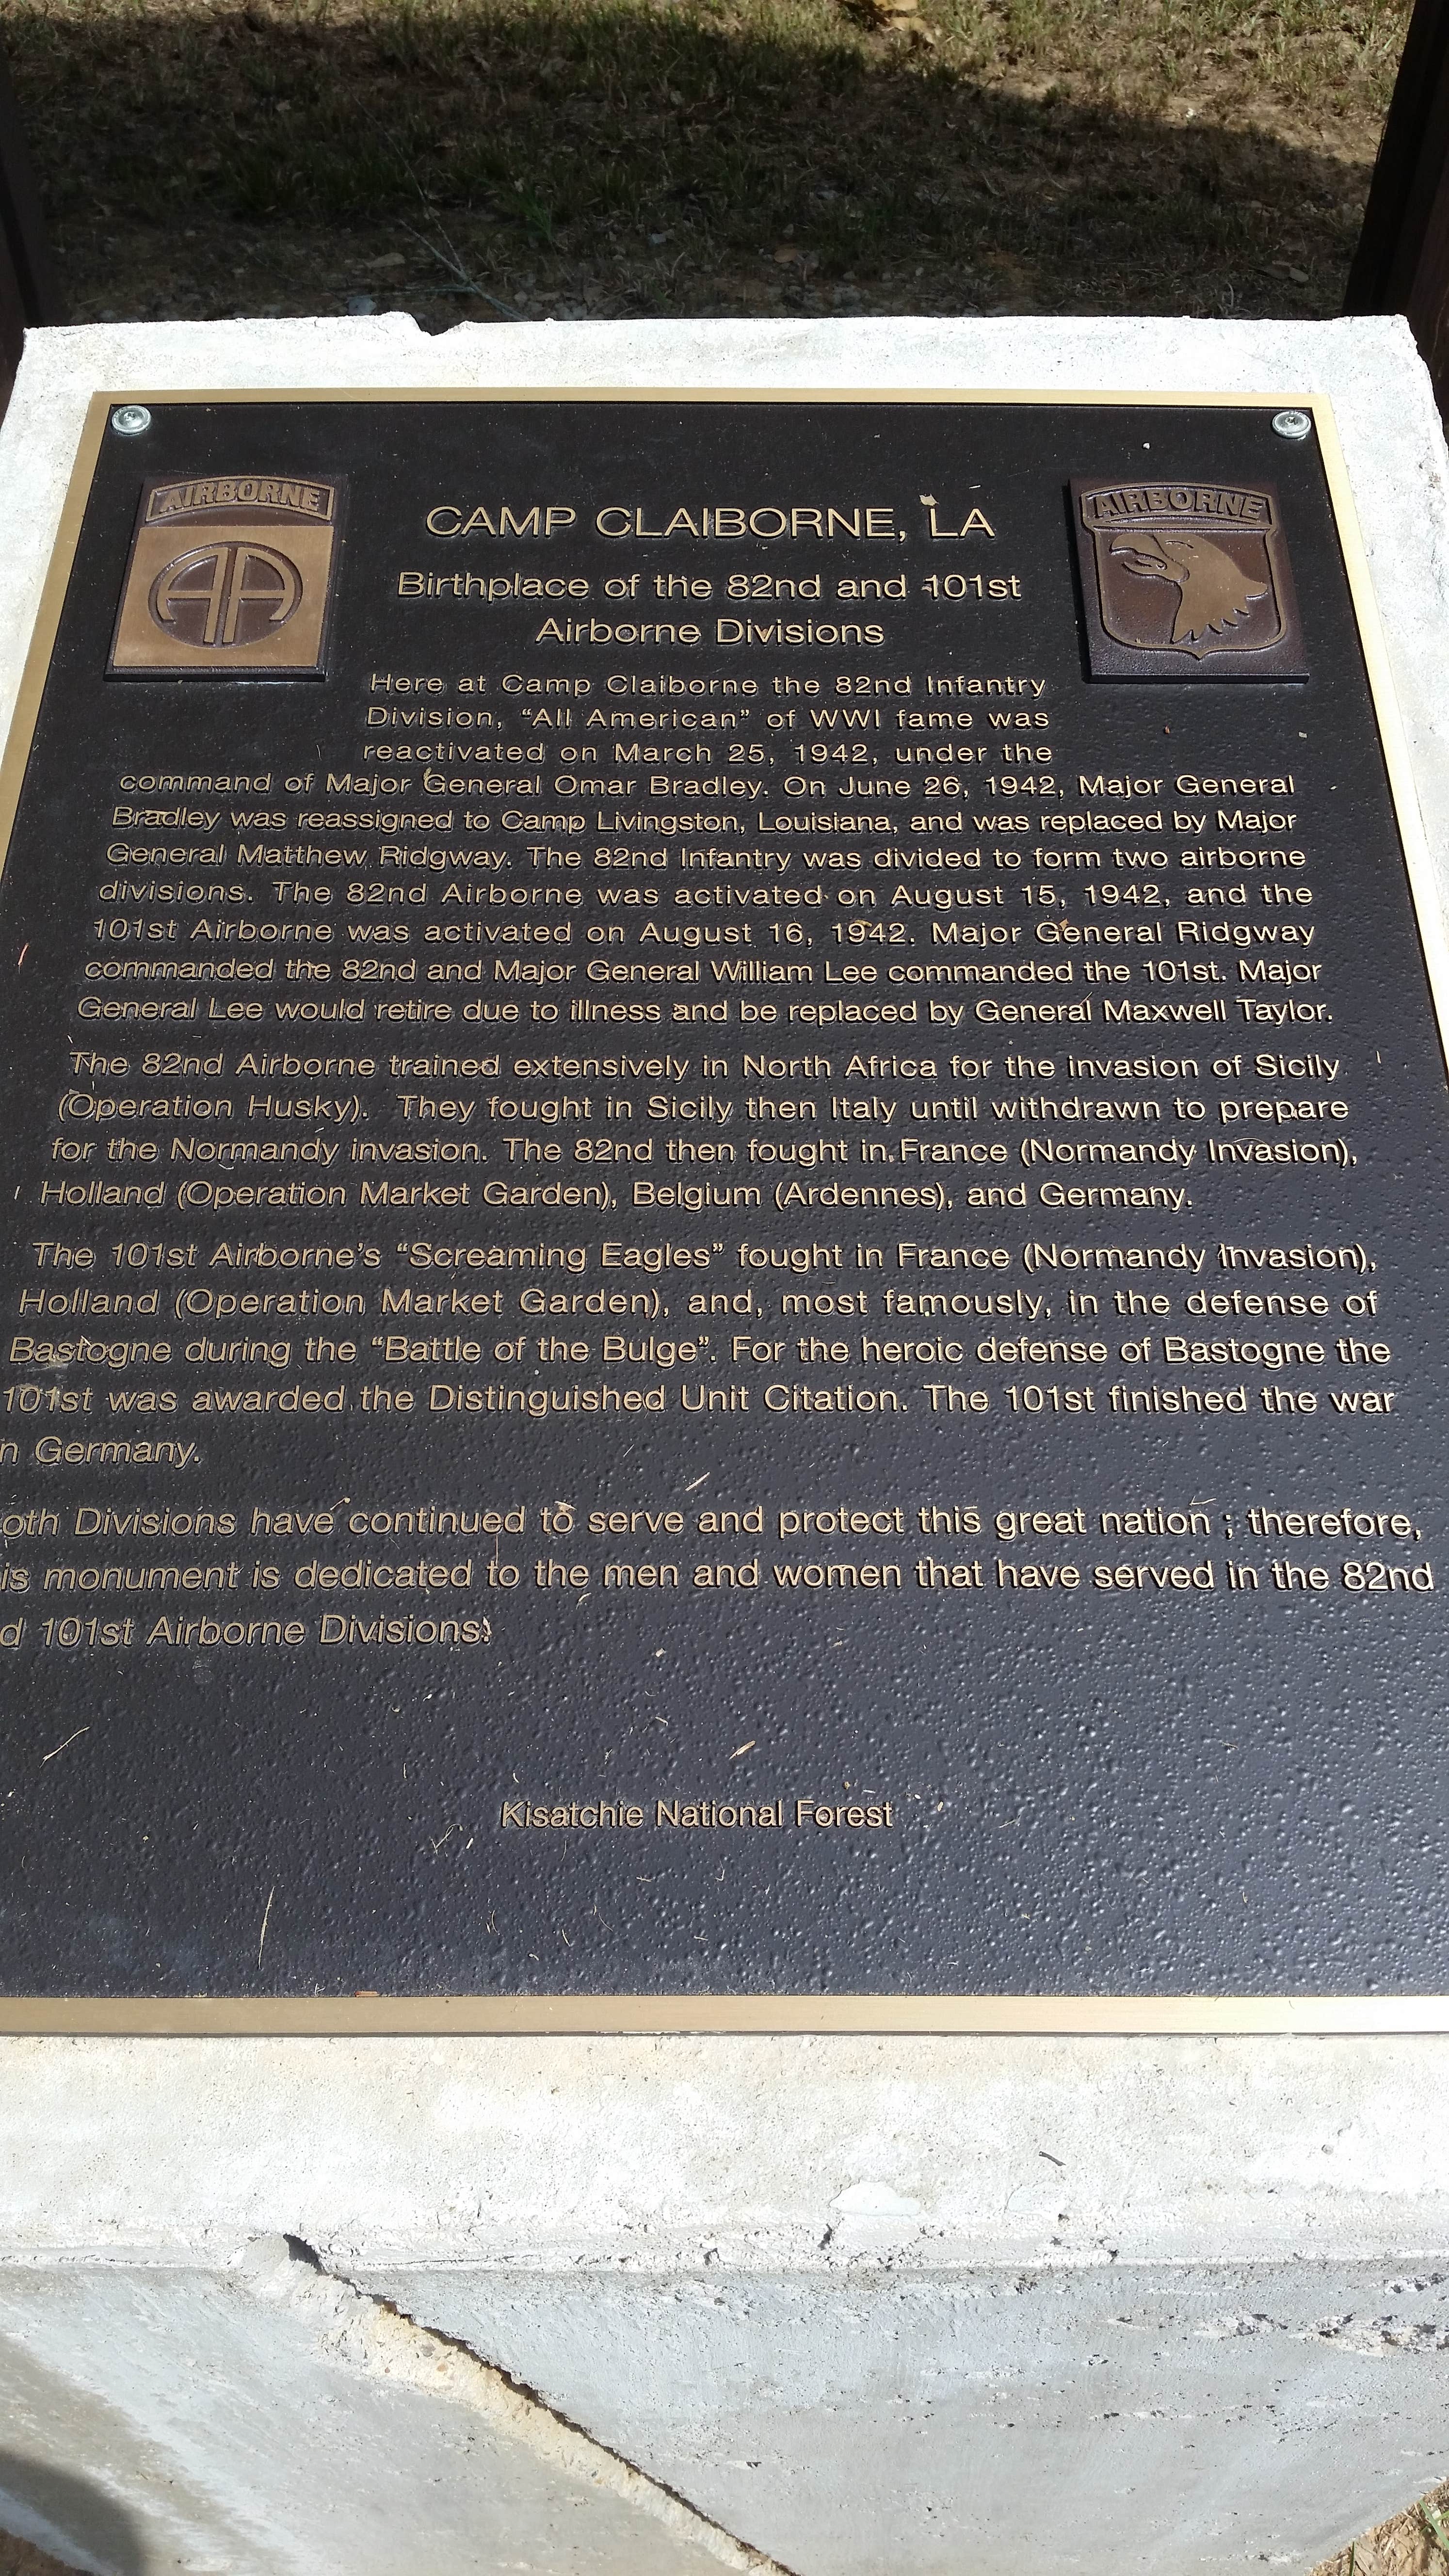 AIRBORNE
AA
AIRBORNE
CAMP CLAIBORNE, LA
Birthplace of the 82nd and 101st
Airborne Divisions
Here at Camp Claiborne the 82nd Infantry
Division, “All American” of WWI fame was
reactivated on March 25, 1942, under the
command of Major General Omar Bradley. On June 26, 1942, Major General
Bradley was reassigned to Camp Livingston, Louisiana, and was replaced by Major
General Matthew Ridgway. The 82nd Infantry was divided to form two airborne
divisions. The 82nd Airborne was activated on August 15, 1942, and the
101st Airborne was activated on August 16, 1942. Major General Ridgway
commanded the 82nd and Major General William Lee commanded the 101st. Major
General Lee would retire due to illness and be replaced by General Maxwell Taylor.
The 82nd Airborne trained extensively in North Africa for the invasion of Sicily
(Operation Husky). They fought in Sicily then Italy until withdrawn to prepare
for the Normandy invasion. The 82nd then fought in France (Normandy Invasion),
Holland (Operation Market Garden), Belgium (Ardennes), and Germany.
The 101st Airborne’s “Screaming Eagles” fought in France (Normandy Invasion),
Holland (Operation Market Garden), and, most famously, in the defense of
Bastogne during the “Battle of the Bulge”. For the heroic defense of Bastogne the
101st was awarded the Distinguished Unit Citation. The 101st finished the war
n Germany.
oth Divisions have continued to serve and protect this great nation ; therefore,
is monument is dedicated to the men and women that have served in the 82nd
d 101st Airborne Divisions.
Kisatchie National Forest